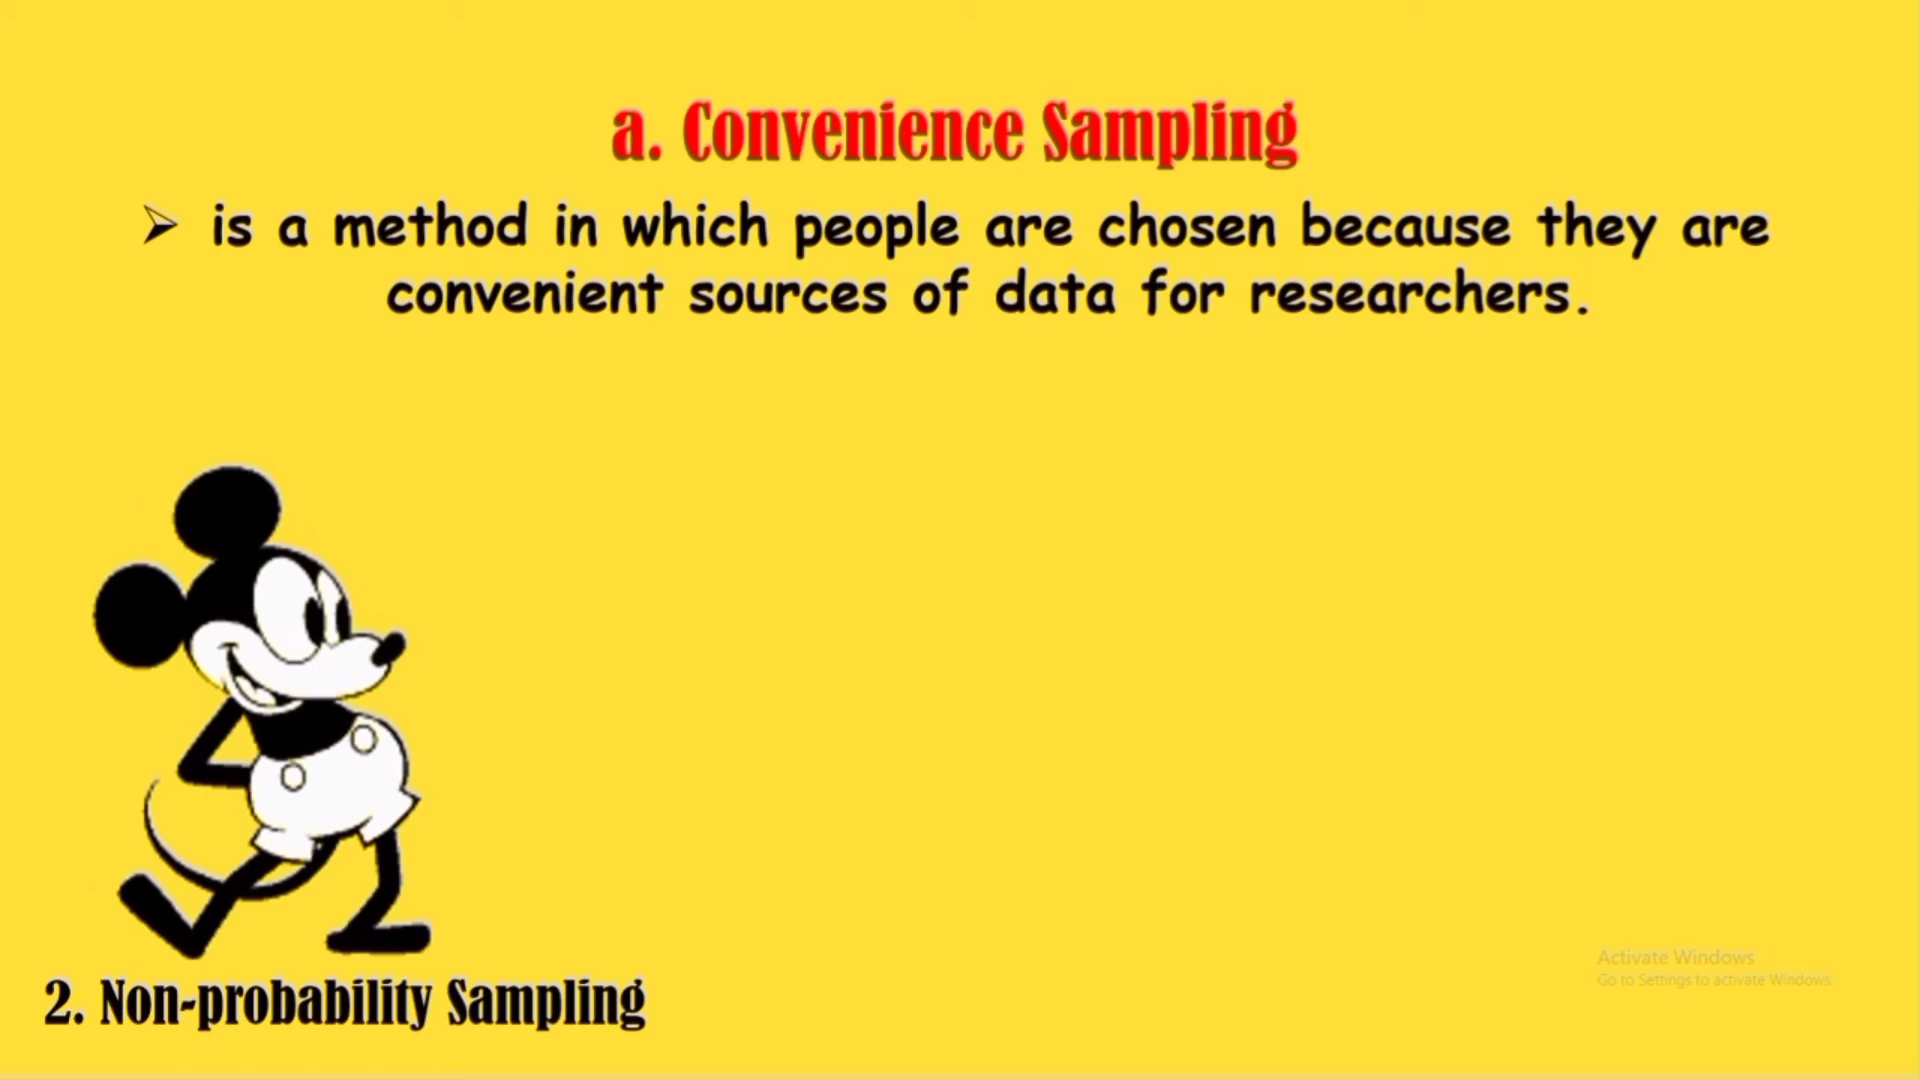 a. Convenience Sampling
➢ is a method in which people are chosen because they are
convenient sources of data for researchers.
2. Non-probability Sampling
Activate Windows
Go to Settings to activate Windows.